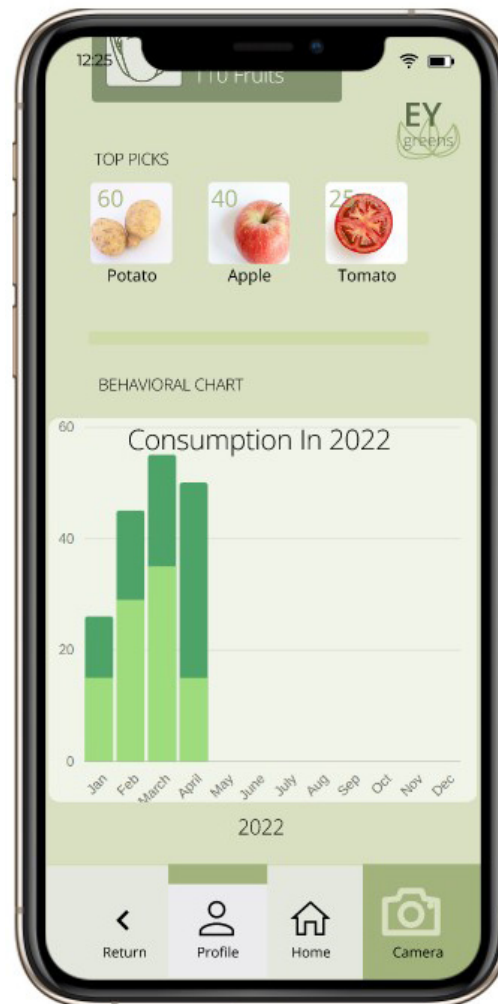 12:25
110 Fruits
EY
greens
TOP PICKS
60
40
25
Potato
Apple
Tomato
BEHAVIORAL CHART
Consumption In 2022
60
40
20
0
Jan
Feb
March
April
May
June
July
Aug
Sep
Oct
Nov
Dec
2022
Return
Profile
Home
Camera